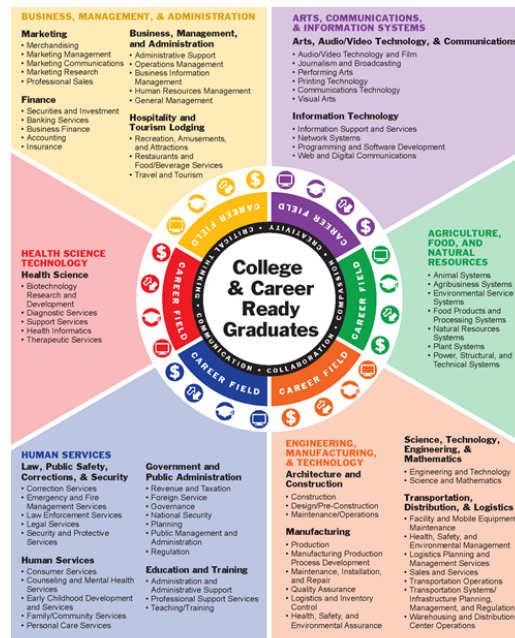 BUSINESS, MANAGEMENT, & ADMINISTRATION
Marketing
• Merchandising
• Marketing Management
• Marketing Communications
• Marketing Research
• Professional Sales
Finance
• Securities and Investment
• Banking Services
• Business Finance
• Accounting
• Insurance
Business, Management,
and Administration
• Administrative Support
• Operations Management
• Business Information
Management
• Human Resources Management
• General Management
Hospitality and
Tourism Lodging
• Recreation, Amusements,
and Attractions
• Restaurants and
Food/Beverage Services
• Travel and Tourism
ARTS, COMMUNICATIONS,
& INFORMATION SYSTEMS
Arts, Audio/Video Technology, & Communications
• Audio/Video Technology and Film
• Journalism and Broadcasting
• Performing Arts
• Printing Technology
• Communications Technology
• Visual Arts
Information Technology
• Information Support and Services
• Network Systems
• Programming and Software Development
• Web and Digital Communications
HEALTH SCIENCE
TECHNOLOGY
Health Science
• Biotechnology
Research and
Development
• Diagnostic Services
• Support Services
• Health Informatics
• Therapeutic Services
CAREER FIELD
CAREER FIELD
CAREER FIELD
CAREER FIELD
CAREER FIELD
CAREER FIELD
CRITICAL THINKING • CREATIVITY • COMPASSION • COLLABORATION • COMMUNICATION •
College
& Career
Ready
Graduates
$
$
$
$
$
$
AGRICULTURE,
FOOD, AND
NATURAL
RESOURCES
• Animal Systems
• Agribusiness Systems
• Environmental Service
Systems
• Food Products and
Processing Systems
• Natural Resources
Systems
• Plant Systems
• Power, Structural, and
Technical Systems
HUMAN SERVICES
Law, Public Safety,
Corrections, & Security
• Correction Services
• Emergency and Fire
Management Services
• Law Enforcement Services
• Legal Services
• Security and Protective
Services
Human Services
• Consumer Services
• Counseling and Mental Health
Services
• Early Childhood Development
and Services
• Family/Community Services
• Personal Care Services
Government and
Public Administration
• Revenue and Taxation
• Foreign Service
• Governance
• National Security
• Planning
• Public Management and
Administration
• Regulation
Education and Training
• Administration and
Administrative Support
• Professional Support Services
• Teaching/Training
ENGINEERING,
MANUFACTURING,
& TECHNOLOGY
Architecture and
Construction
• Construction
• Design/Pre-Construction
• Maintenance/Operations
Manufacturing
• Production
• Manufacturing Production
Process Development
• Maintenance, Installation,
and Repair
• Quality Assurance
• Logistics and Inventory
Control
• Health, Safety, and
Environmental Assurance
Science, Technology,
Engineering, &
Mathematics
• Engineering and Technology
• Science and Mathematics
Transportation,
Distribution, & Logistics
• Facility and Mobile Equipment
Maintenance
• Health, Safety, and
Environmental Management
• Logistics Planning and
Management Services
• Sales and Services
• Transportation Operations
• Transportation Systems/
Infrastructure Planning,
Management, and Regulation
• Warehousing and Distribution
Center Operations